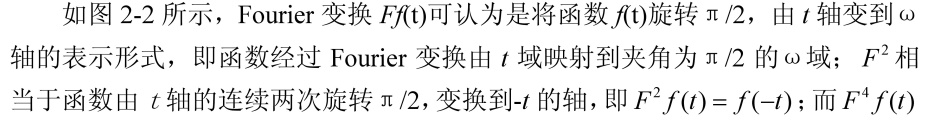 如图 2-2 所示，Fourier 变换 Ff(t)可认为是将函数 f(t)旋转 π/2，由 t 轴变到 ω
轴的表示形式，即函数经过 Fourier 变换由 t 域映射到夹角为 π/2 的 ω 域；F² 相
当于函数由 t 轴的连续两次旋转 π/2，变换到-t 的轴，即 F² f(t) = f(−t)；而 F⁴ f(t)